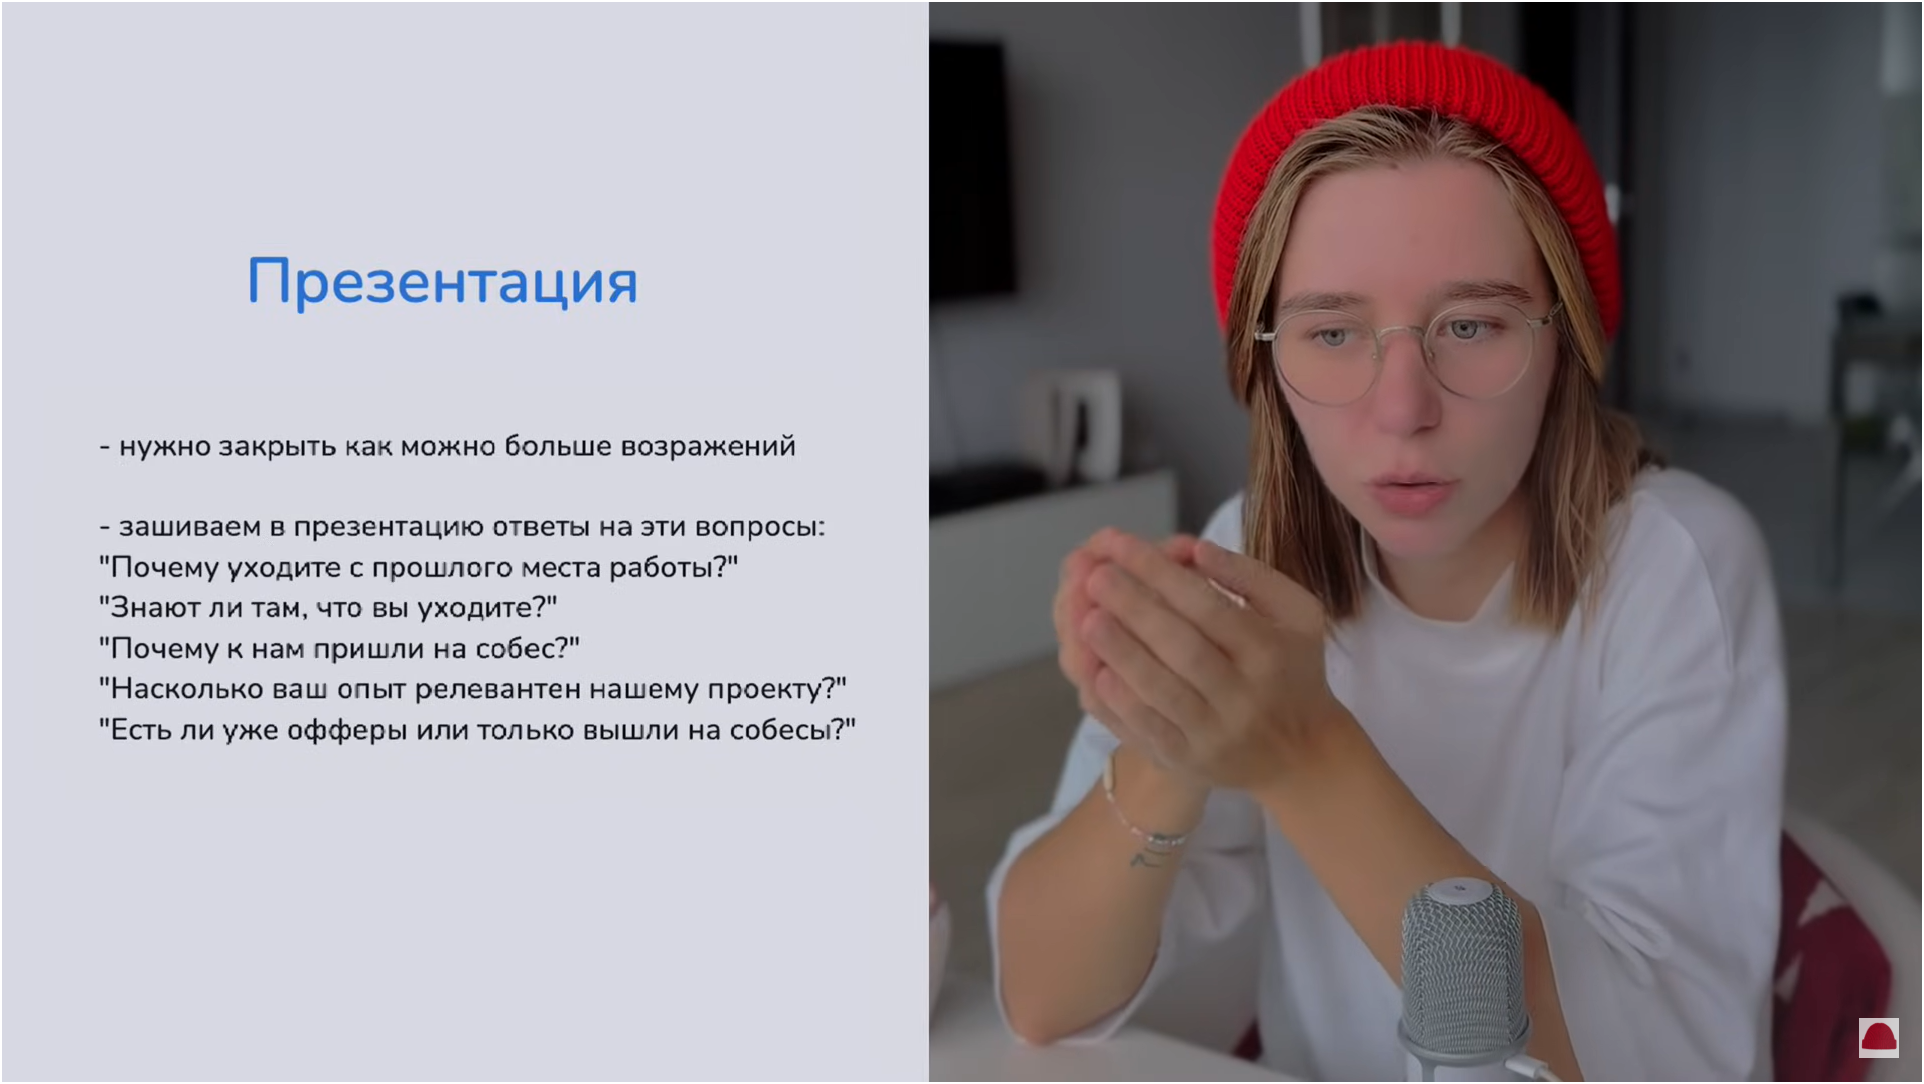 Презентация
- нужно закрыть как можно больше возражений
- зашиваем в презентацию ответы на эти вопросы:
"Почему уходите с прошлого места работы?"
"Знают ли там, что вы уходите?"
"Почему к нам пришли на собес?"
"Насколько ваш опыт релевантен нашему проекту?"
"Есть ли уже офферы или только вышли на собесы?"